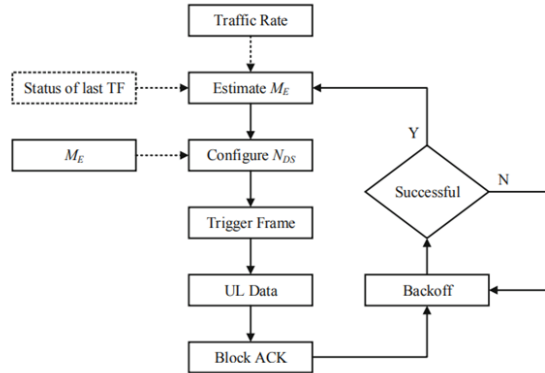 Traffic Rate
Status of last TF
Estimate M_E
Y
M_E
Configure N_DS
Successful
N
Trigger Frame
UL Data
Backoff
Block ACK